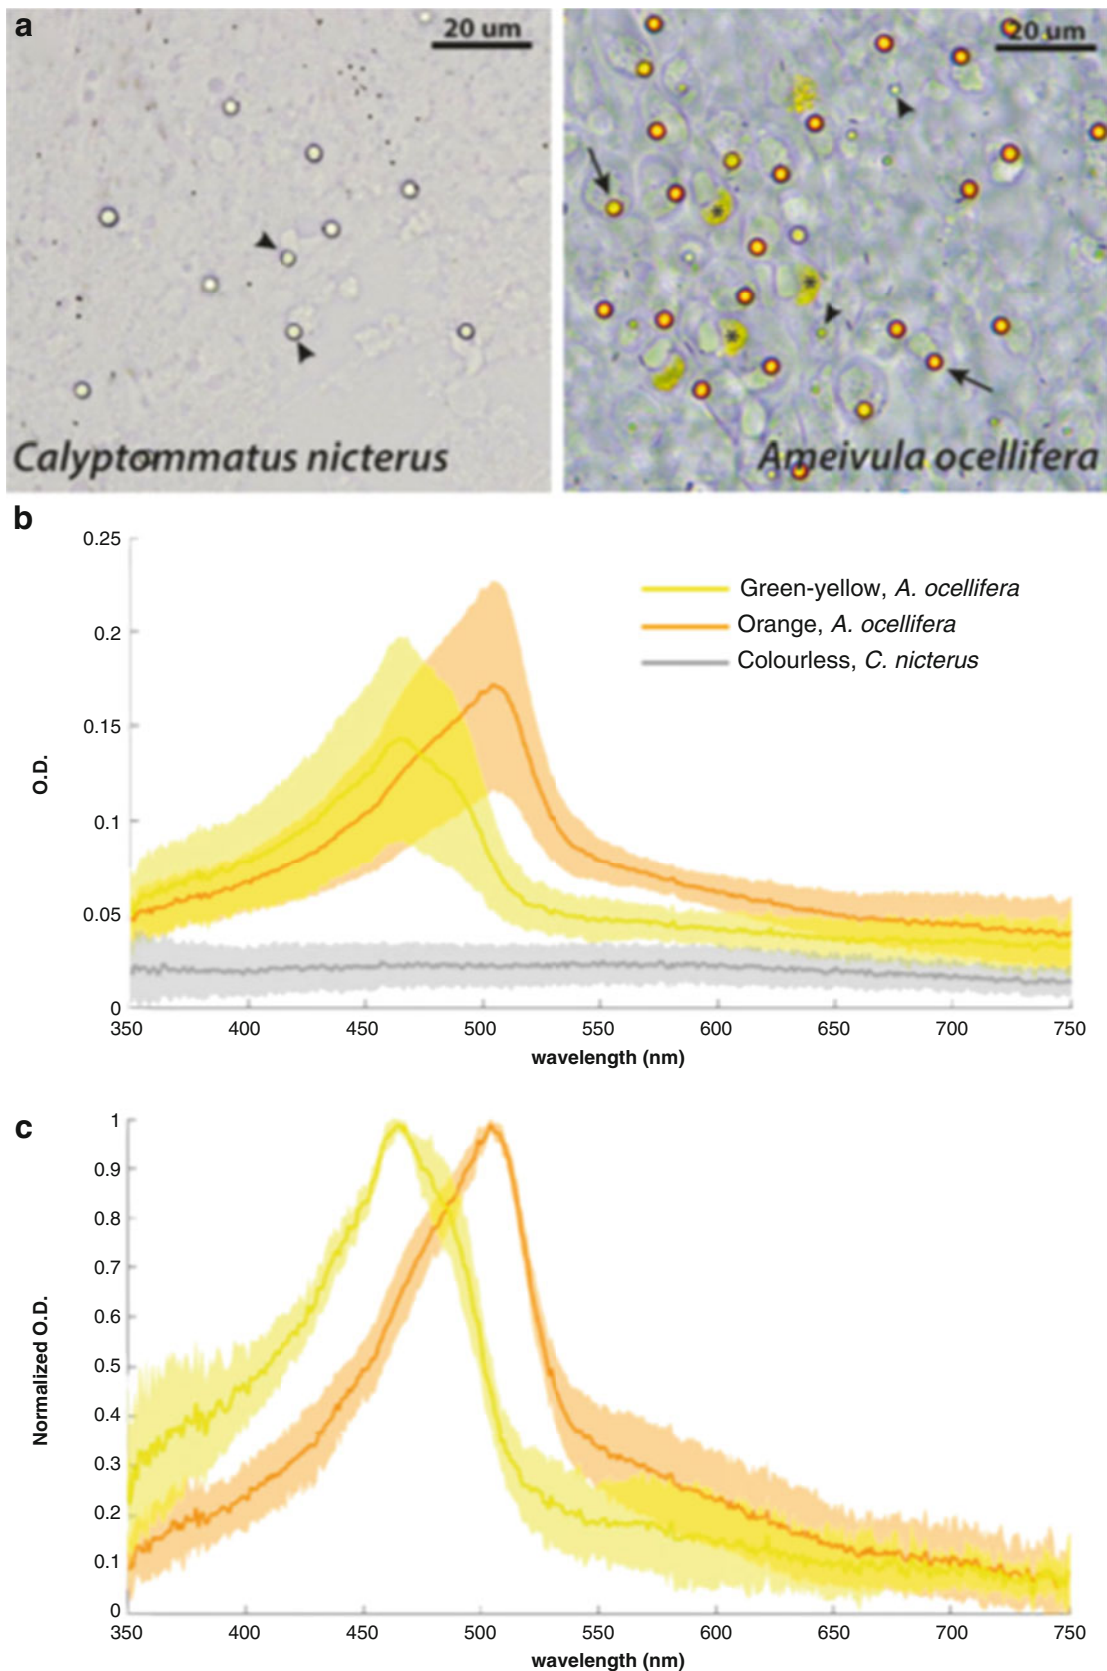 a
20 um
20 um
Calyptommatus nicterus
Ameivula ocellifera
b
0.25
0.2
0.15
0.1
0.05
0
O.D.
Green-yellow, A. ocellifera
Orange, A. ocellifera
Colourless, C. nicterus
350 400 450 500 550 600 650 700 750
wavelength (nm)
c
1
0.9
0.8
0.7
0.6
0.5
0.4
0.3
0.2
0.1
0
Normalized O.D.
350 400 450 500 550 600 650 700 750
wavelength (nm)